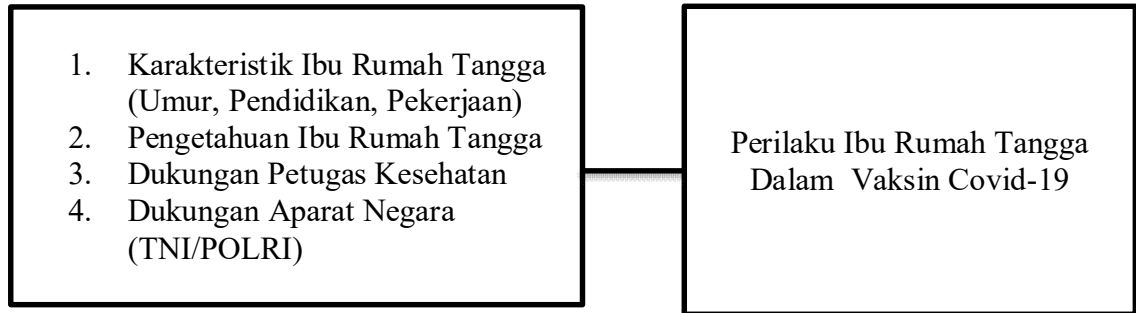 1. Karakteristik Ibu Rumah Tangga
(Umur, Pendidikan, Pekerjaan)
2. Pengetahuan Ibu Rumah Tangga
3. Dukungan Petugas Kesehatan
4. Dukungan Aparat Negara
(TNI/POLRI)
Perilaku Ibu Rumah Tangga
Dalam Vaksin Covid-19